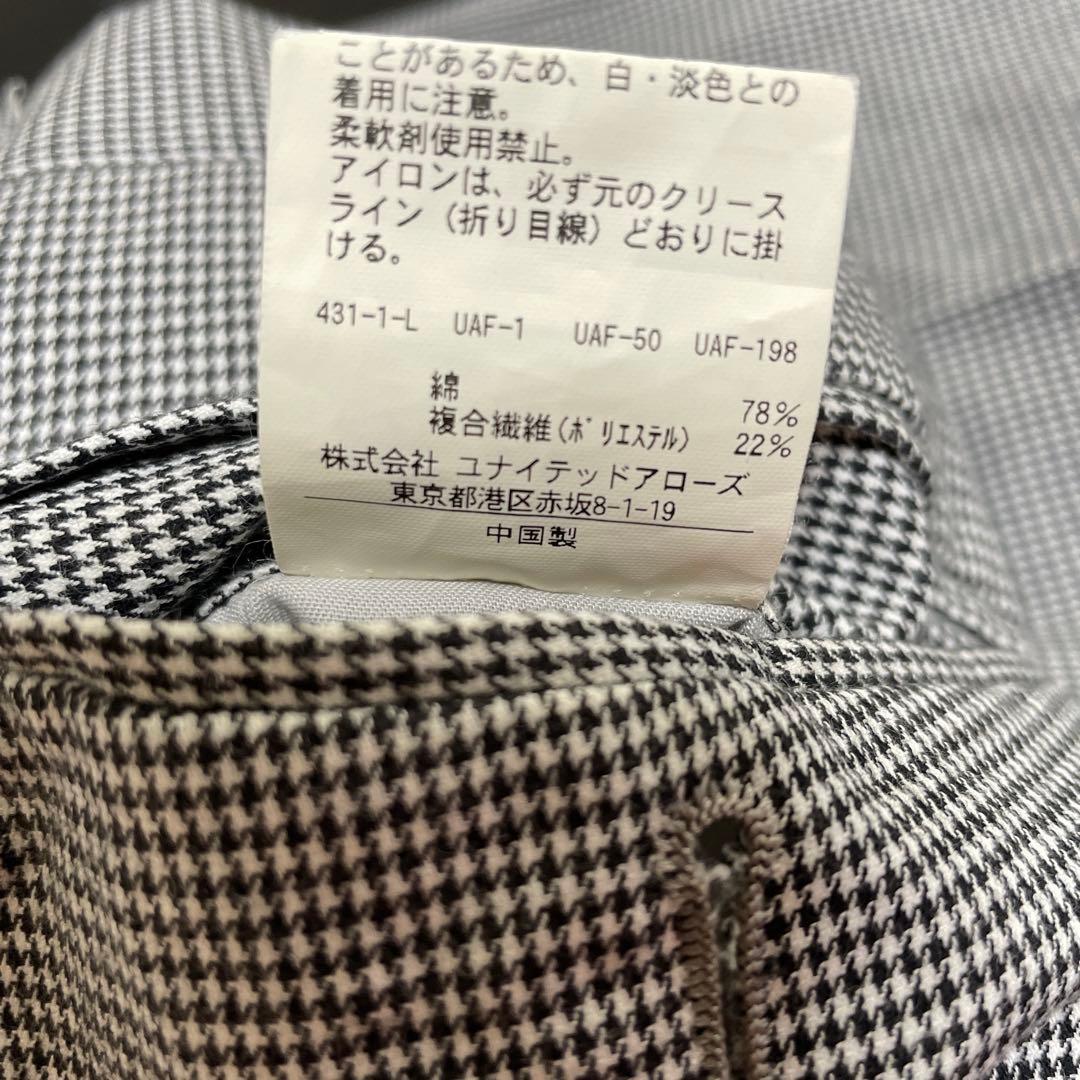 ことがあるため、白・淡色との
着用に注意。
柔軟剤使用禁止。
アイロンは、必ず元のクリース
ライン（折り目線）どおりに掛
ける。
431-1-L UAF-1 UAF-50 UAF-198
綿 78%
複合繊維(ﾎﾟﾘｴｽﾃﾙ) 22%
株式会社 ユナイテッドアローズ
東京都港区赤坂8-1-19
中国製